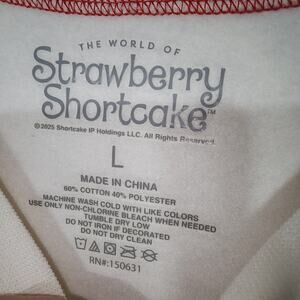 THE WORLD OF
Strawberry
Shortcake™
©2025 Shortcake IP Holdings LLC. All Rights Reserved.
L
MADE IN CHINA
60% COTTON 40% POLYESTER
MACHINE WASH COLD WITH LIKE COLORS
USE ONLY NON-CHLORINE BLEACH WHEN NEEDED
TUMBLE DRY LOW
DO NOT IRON IF DECORATED
DO NOT DRY CLEAN
RN#:150631